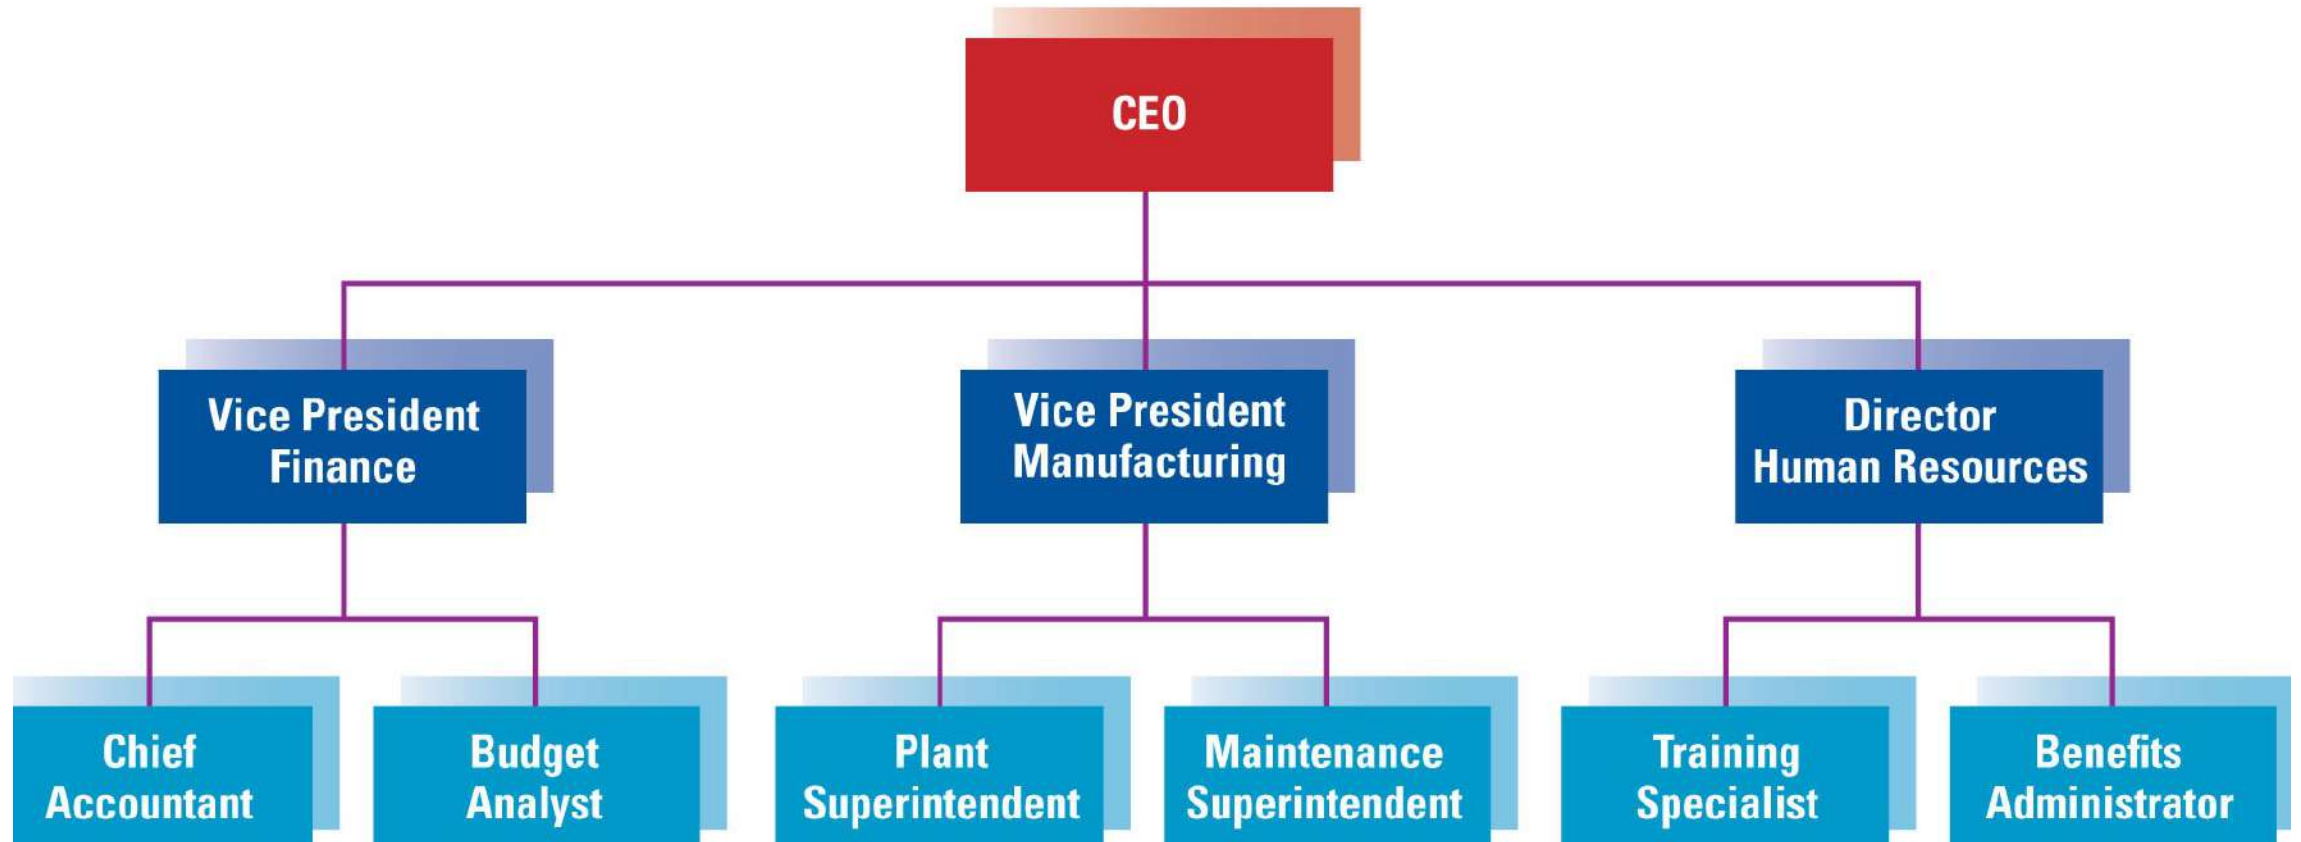 CEO
Vice President
Finance
Vice President
Manufacturing
Director
Human Resources
Chief
Accountant
Budget
Analyst
Plant
Superintendent
Maintenance
Superintendent
Training
Specialist
Benefits
Administrator